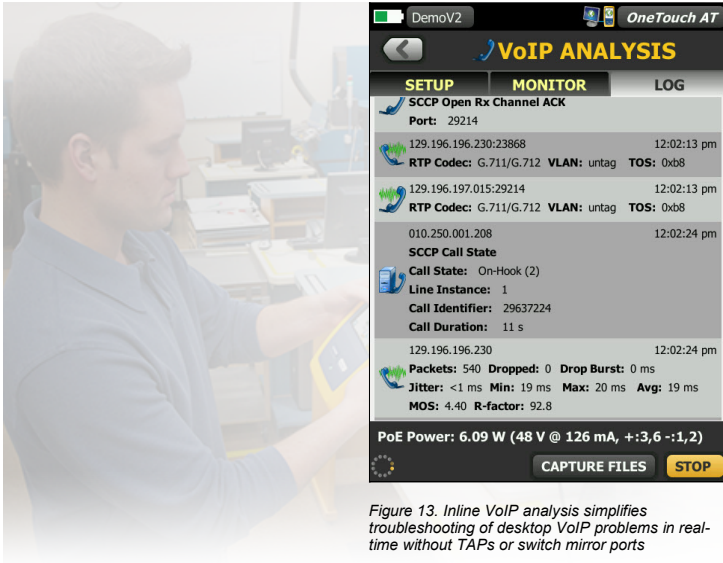 DemoV2
OneTouch AT
VoIP ANALYSIS
SETUP MONITOR LOG
SCCP Open Rx Channel ACK
Port: 29214
129.196.196.230:23868 12:02:13 pm
RTP Codec: G.711/G.712 VLAN: untag TOS: 0xb8
129.196.197.015:29214 12:02:13 pm
RTP Codec: G.711/G.712 VLAN: untag TOS: 0xb8
010.250.001.208 12:02:24 pm
SCCP Call State
Call State: On-Hook (2)
Line Instance: 1
Call Identifier: 29637224
Call Duration: 11 s
129.196.196.230 12:02:24 pm
Packets: 540 Dropped: 0 Drop Burst: 0 ms
Jitter: <1 ms Min: 19 ms Max: 20 ms Avg: 19 ms
MOS: 4.40 R-factor: 92.8
PoE Power: 6.09 W (48 V @ 126 mA, +:3,6 -:1,2)
CAPTURE FILES STOP
Figure 13. Inline VoIP analysis simplifies
troubleshooting of desktop VoIP problems in real-
time without TAPs or switch mirror ports